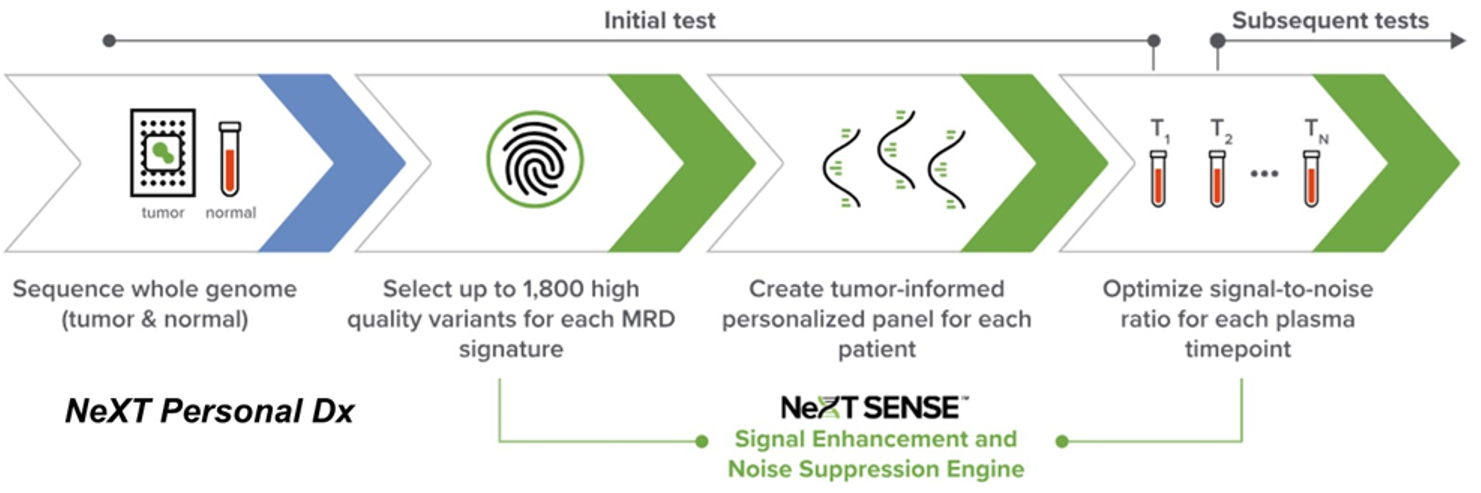 Initial test
Subsequent tests
tumor
normal
T1
T2
TN
Sequence whole genome
(tumor & normal)
Select up to 1,800 high
quality variants for each MRD
signature
Create tumor-informed
personalized panel for each
patient
Optimize signal-to-noise
ratio for each plasma
timepoint
NeXT Personal Dx
NeXT SENSE™
Signal Enhancement and
Noise Suppression Engine